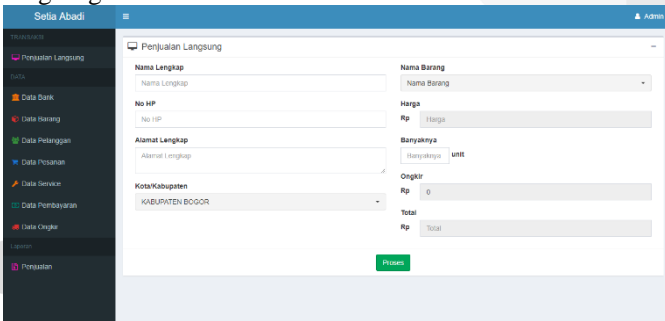 Setia Abadi
Admin
TRANSAKSI
Penjualan Langsung
DATA
Data Bank
Data Barang
Data Pelanggan
Data Pesanan
Data Service
Data Pembayaran
Data Ongkir
Laporan
Penjualan
Penjualan Langsung
Nama Lengkap
Nama Lengkap
No HP
No HP
Alamat Lengkap
Alamat Lengkap
Kota/Kabupaten
KABUPATEN BOGOR
Nama Barang
Nama Barang
Harga
Rp Harga
Banyaknya
Banyaknya unit
Ongkir
Rp 0
Total
Rp Total
Proses